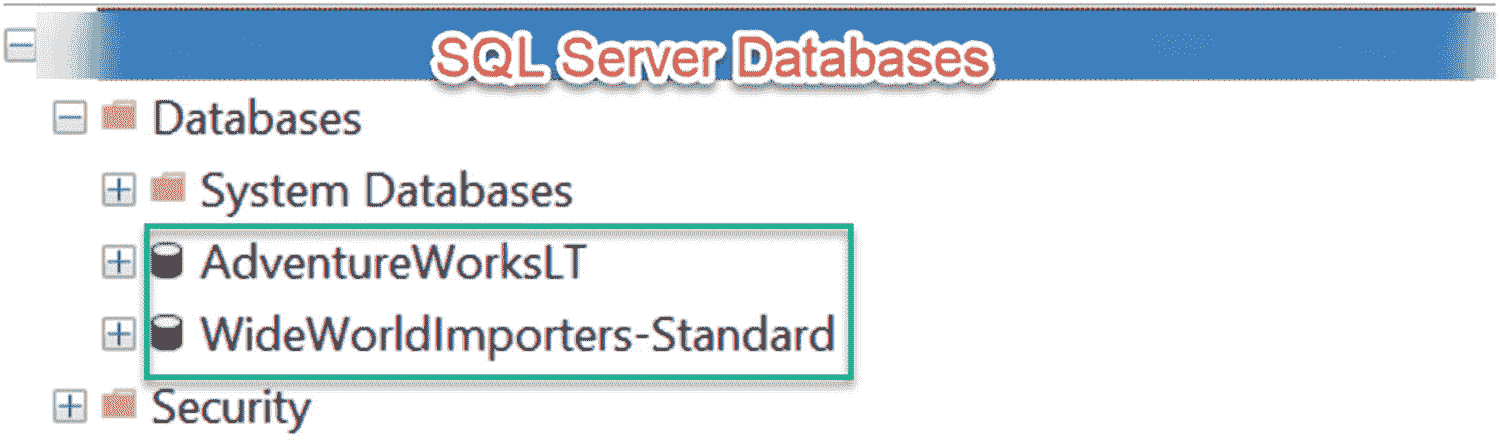 SQL Server Databases
Databases
System Databases
AdventureWorksLT
WideWorldImporters-Standard
Security